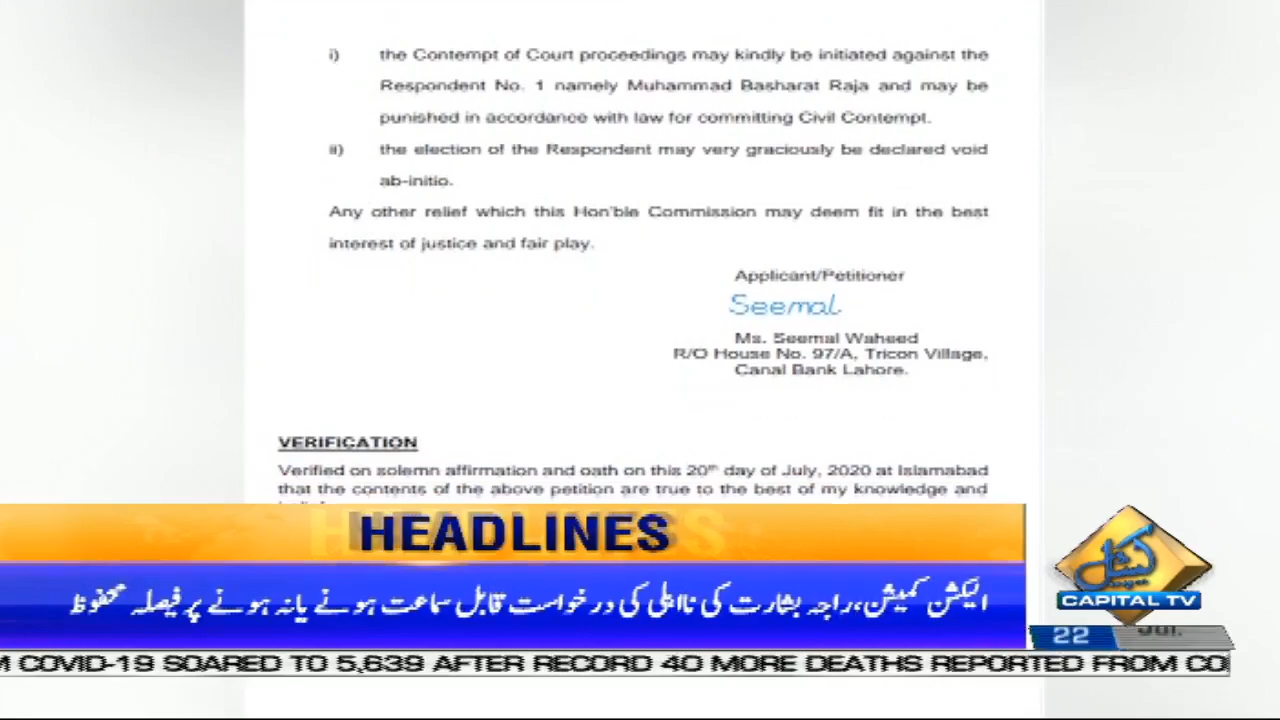 i) the Contempt of Court proceedings may kindly be initiated against the
Respondent No. 1 namely Muhammad Basharat Raja and may be
punished in accordance with law for committing Civil Contempt.
ii) the election of the Respondent may very graciously be declared void
ab-initio.
Any other relief which this Hon'ble Commission may deem fit in the best
interest of justice and fair play.
Applicant/Petitioner
Seemal
Ms. Seemal Waheed
R/O House No. 97/A, Tricon Village,
Canal Bank Lahore.
VERIFICATION
Verified on solemn affirmation and oath on this 20th day of July, 2020 at Islamabad
that the contents of the above petition are true to the best of my knowledge and
HEADLINES
الیکشن کمیشن،راجہ بشارت کی نااہلی کی درخواست قابل سماعت ہونے یا نہ ہونے پر فیصلہ محفوظ
کیپٹل
CAPITAL TV
22 JUL
M COVID-19 SOARED TO 5,639 AFTER RECORD 40 MORE DEATHS REPORTED FROM CO